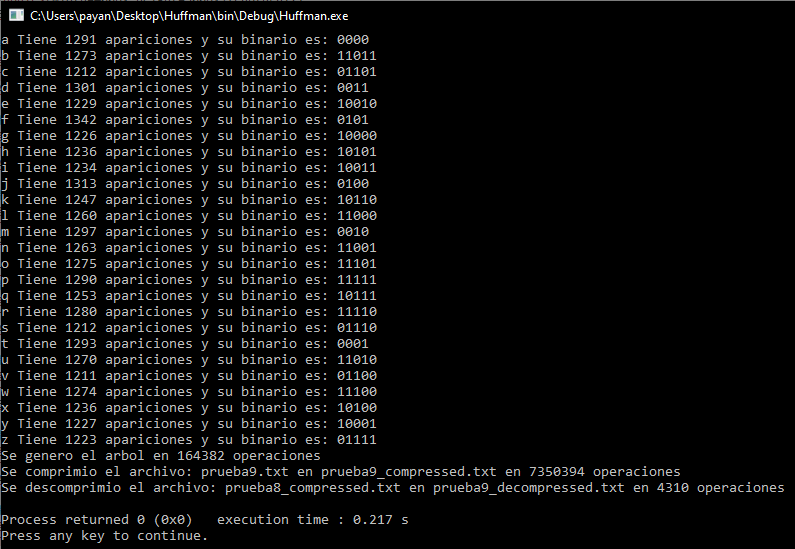 C:\Users\payan\Desktop\Huffman\bin\Debug\Huffman.exe
a Tiene 1291 apariciones y su binario es: 0000
b Tiene 1273 apariciones y su binario es: 11011
c Tiene 1212 apariciones y su binario es: 01101
d Tiene 1301 apariciones y su binario es: 0011
e Tiene 1229 apariciones y su binario es: 10010
f Tiene 1342 apariciones y su binario es: 0101
g Tiene 1226 apariciones y su binario es: 10000
h Tiene 1236 apariciones y su binario es: 10101
i Tiene 1234 apariciones y su binario es: 10011
j Tiene 1313 apariciones y su binario es: 0100
k Tiene 1247 apariciones y su binario es: 10110
l Tiene 1260 apariciones y su binario es: 11000
m Tiene 1297 apariciones y su binario es: 0010
n Tiene 1263 apariciones y su binario es: 11001
o Tiene 1275 apariciones y su binario es: 11101
p Tiene 1290 apariciones y su binario es: 11111
q Tiene 1253 apariciones y su binario es: 10111
r Tiene 1280 apariciones y su binario es: 11110
s Tiene 1212 apariciones y su binario es: 01110
t Tiene 1293 apariciones y su binario es: 0001
u Tiene 1270 apariciones y su binario es: 11010
v Tiene 1211 apariciones y su binario es: 01100
w Tiene 1274 apariciones y su binario es: 11100
x Tiene 1236 apariciones y su binario es: 10100
y Tiene 1227 apariciones y su binario es: 10001
z Tiene 1223 apariciones y su binario es: 01111
Se genero el arbol en 164382 operaciones
Se comprimio el archivo: prueba9.txt en prueba9_compressed.txt en 7350394 operaciones
Se descomprimio el archivo: prueba8_compressed.txt en prueba9_decompressed.txt en 4310 operaciones
Process returned 0 (0x0)   execution time : 0.217 s
Press any key to continue.